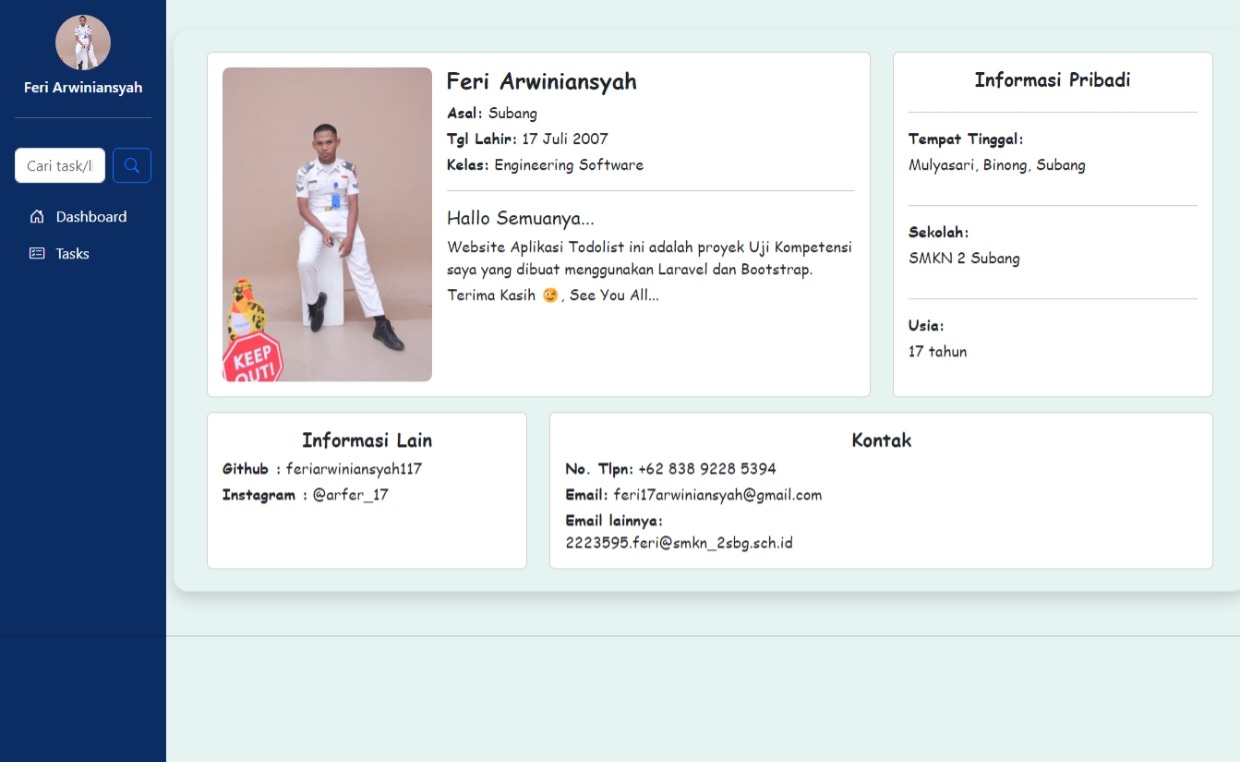 Feri Arwiniansyah
Cari task/l
Dashboard
Tasks
Feri Arwiniansyah
Asal: Subang
Tgl Lahir: 17 Juli 2007
Kelas: Engineering Software
Hallo Semuanya...
Website Aplikasi Todolist ini adalah proyek Uji Kompetensi
saya yang dibuat menggunakan Laravel dan Bootstrap.
Terima Kasih 😉, See You All...
KEEP
OUT!
Informasi Pribadi
Tempat Tinggal:
Mulyasari, Binong, Subang
Sekolah:
SMKN 2 Subang
Usia:
17 tahun
Informasi Lain
Github : feriarwiniansyah117
Instagram : @arfer_17
Kontak
No. Tlpn: +62 838 9228 5394
Email: feri17arwiniansyah@gmail.com
Email lainnya:
2223595.feri@smkn_2sbg.sch.id